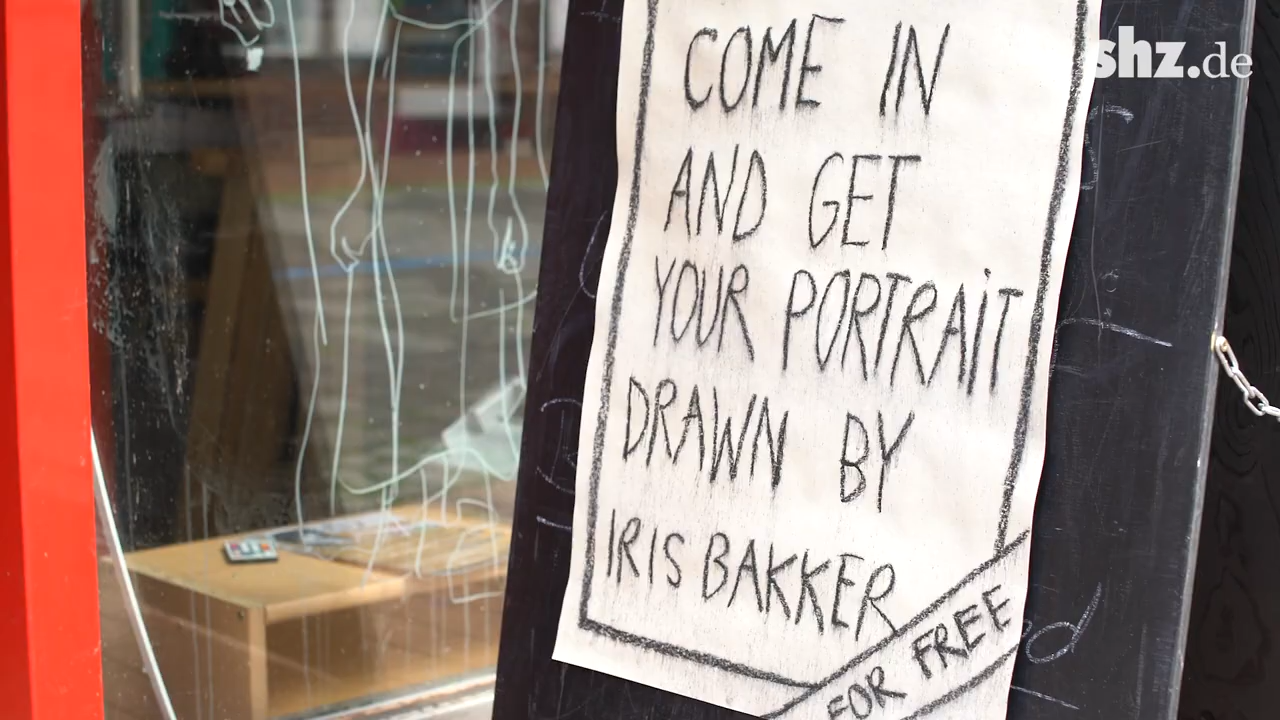 shz.de
COME IN
AND GET
YOUR PORTRAiT
DRAWN BY
IRIS BAKKER
FOR FREE